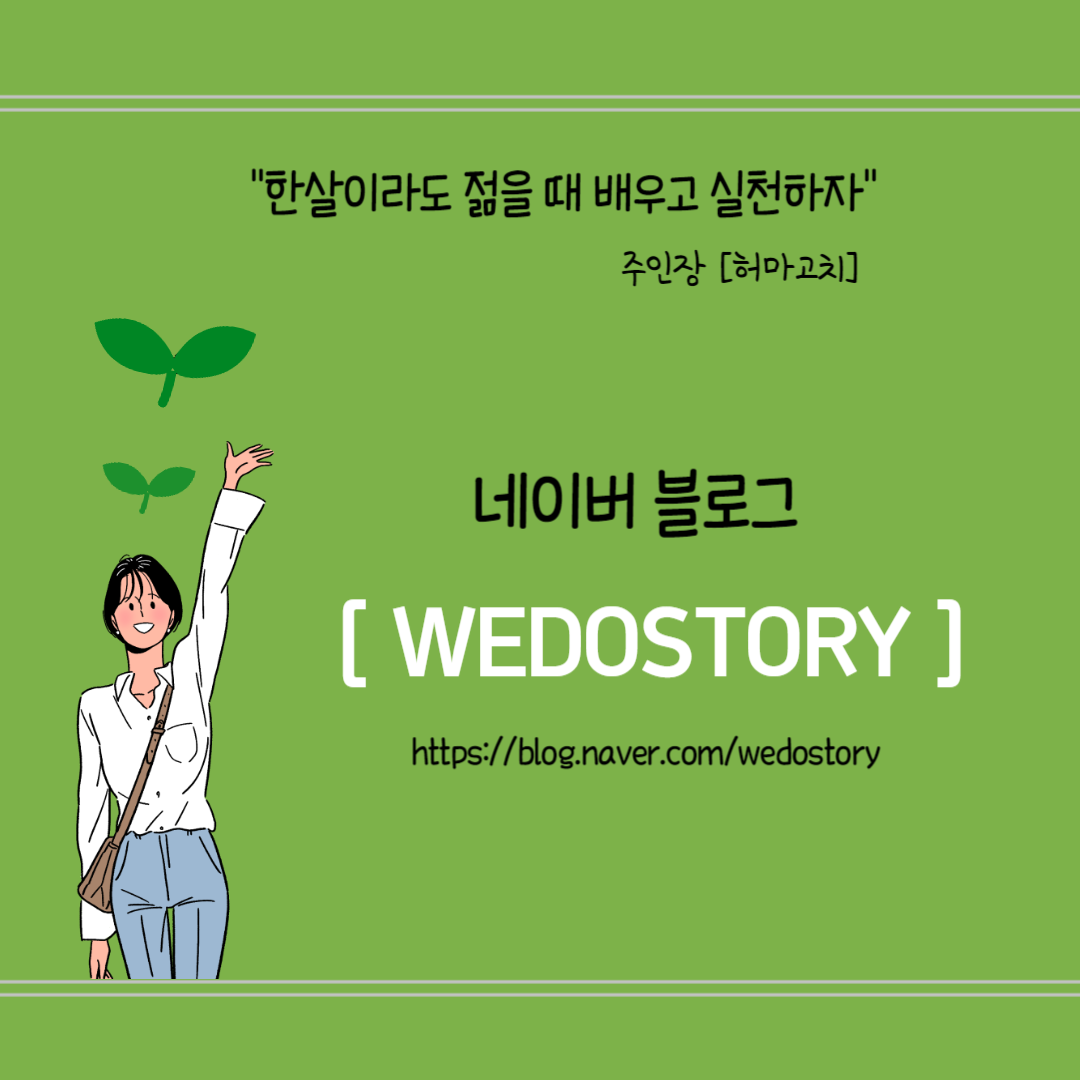 "한살이라도 젊을 때 배우고 실천하자"
주인장 [허마고치]
네이버 블로그
[ WEDOSTORY ]
https://blog.naver.com/wedostory